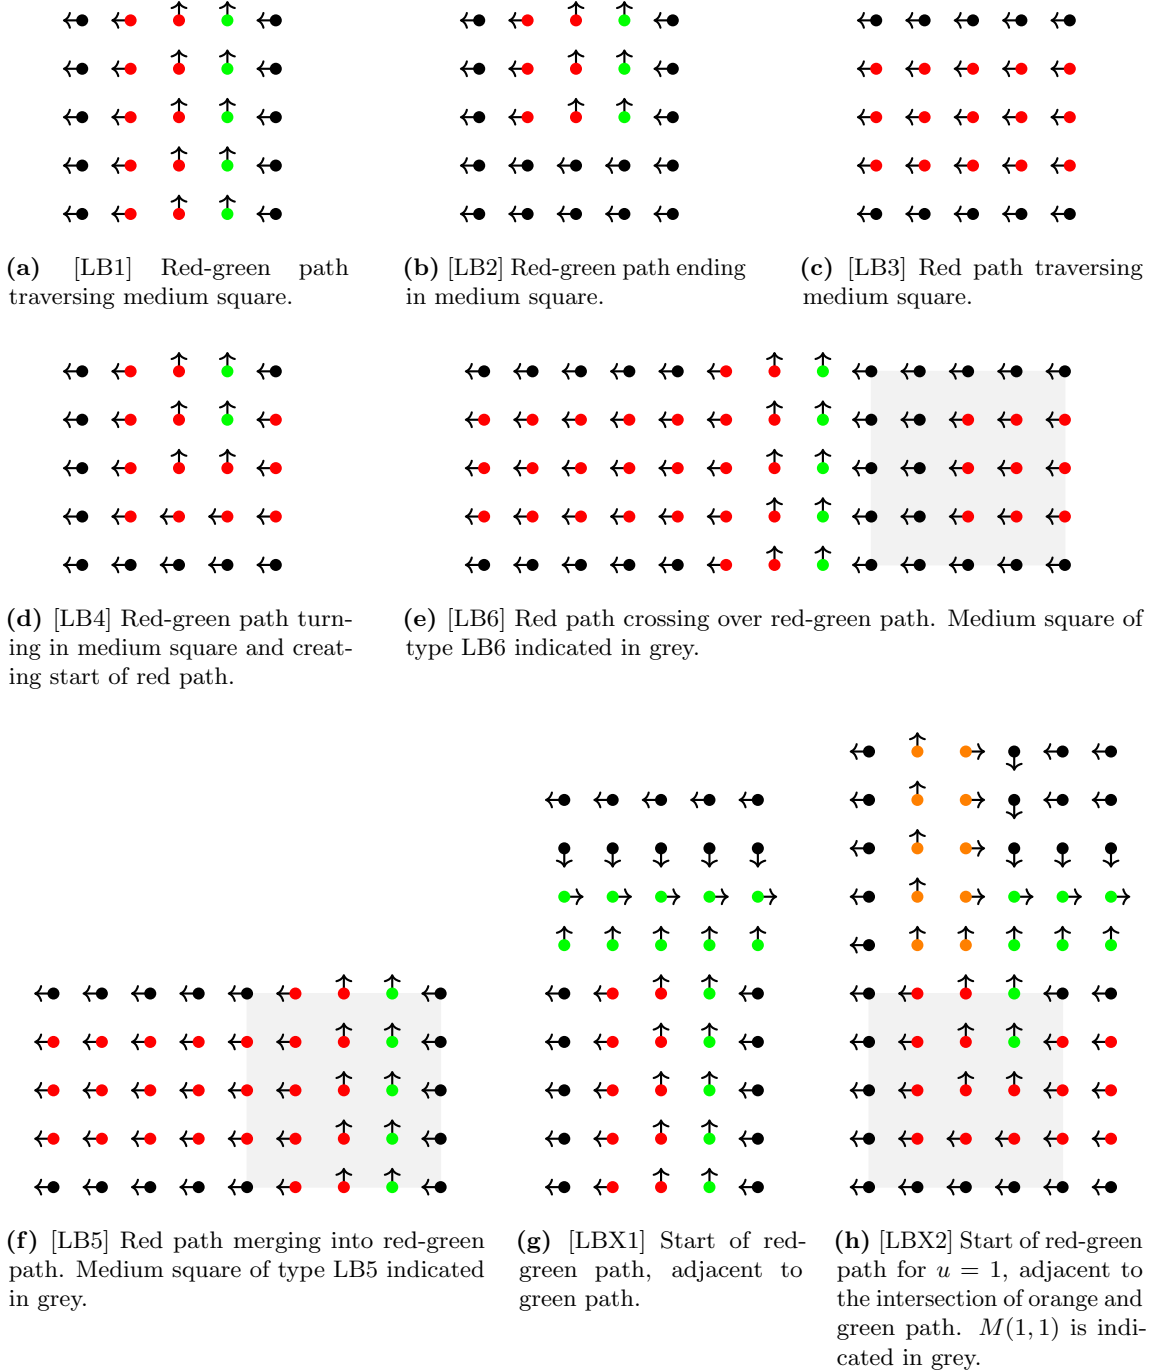 (a) [LB1] Red-green path
traversing medium square.
(b) [LB2] Red-green path ending
in medium square.
(c) [LB3] Red path traversing
medium square.
(d) [LB4] Red-green path turn-
ing in medium square and creat-
ing start of red path.
(e) [LB6] Red path crossing over red-green path. Medium square of
type LB6 indicated in grey.
(f) [LB5] Red path merging into red-green
path. Medium square of type LB5 indicated
in grey.
(g) [LBX1] Start of red-
green path, adjacent to
green path.
(h) [LBX2] Start of red-green
path for u = 1, adjacent to
the intersection of orange and
green path. M(1, 1) is indi-
cated in grey.